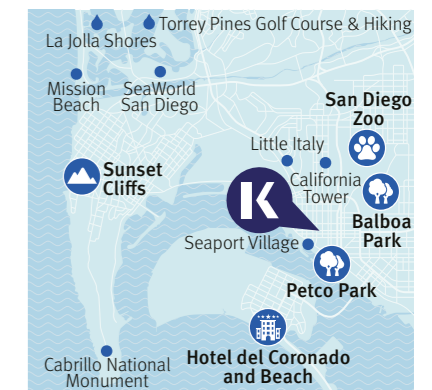 Torrey Pines Golf Course & Hiking
La Jolla Shores
Mission
Beach
SeaWorld
San Diego
San Diego
Zoo
Little Italy
Sunset
Cliffs
California
Tower
K
Balboa
Park
Seaport Village
Petco Park
Hotel del Coronado
and Beach
Cabrillo National
Monument